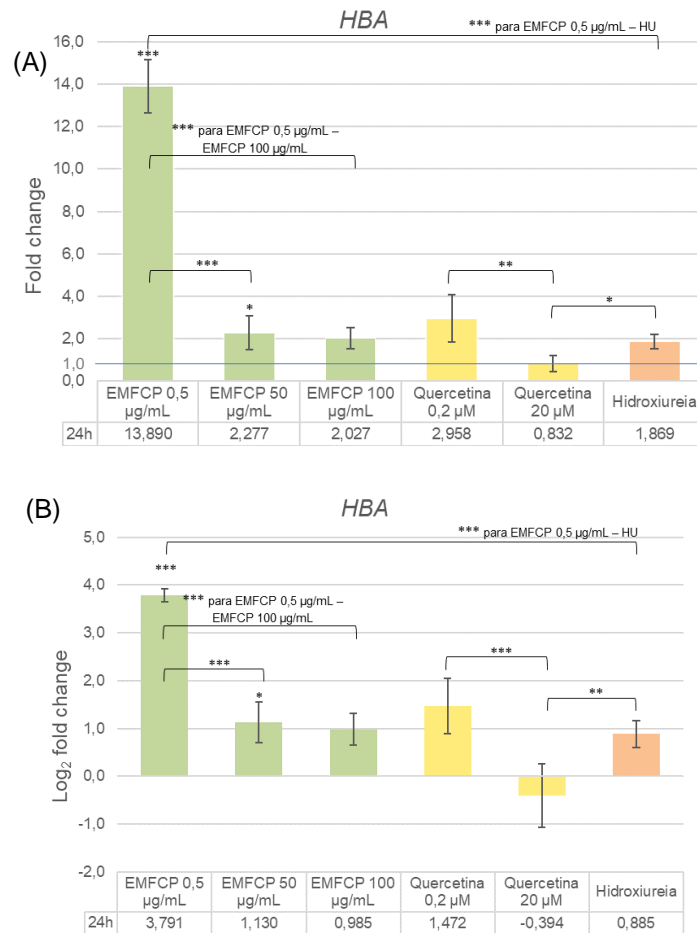 (A)
HBA
*** para EMFCP 0,5 µg/mL – HU
***
*** para EMFCP 0,5 µg/mL –
EMFCP 100 µg/mL
***
*
**
*
Fold change
16,0
14,0
12,0
10,0
8,0
6,0
4,0
2,0
1,0
0,0
EMFCP 0,5 µg/mL
EMFCP 50 µg/mL
EMFCP 100 µg/mL
Quercetina 0,2 µM
Quercetina 20 µM
Hidroxiureia
24h 13,890 2,277 2,027 2,958 0,832 1,869
(B)
HBA
*** para EMFCP 0,5 µg/mL – HU
***
*** para EMFCP 0,5 µg/mL –
EMFCP 100 µg/mL
***
*
***
**
Log2 fold change
5,0
4,0
3,0
2,0
1,0
0,0
-1,0
-2,0
EMFCP 0,5 µg/mL
EMFCP 50 µg/mL
EMFCP 100 µg/mL
Quercetina 0,2 µM
Quercetina 20 µM
Hidroxiureia
24h 3,791 1,130 0,985 1,472 -0,394 0,885